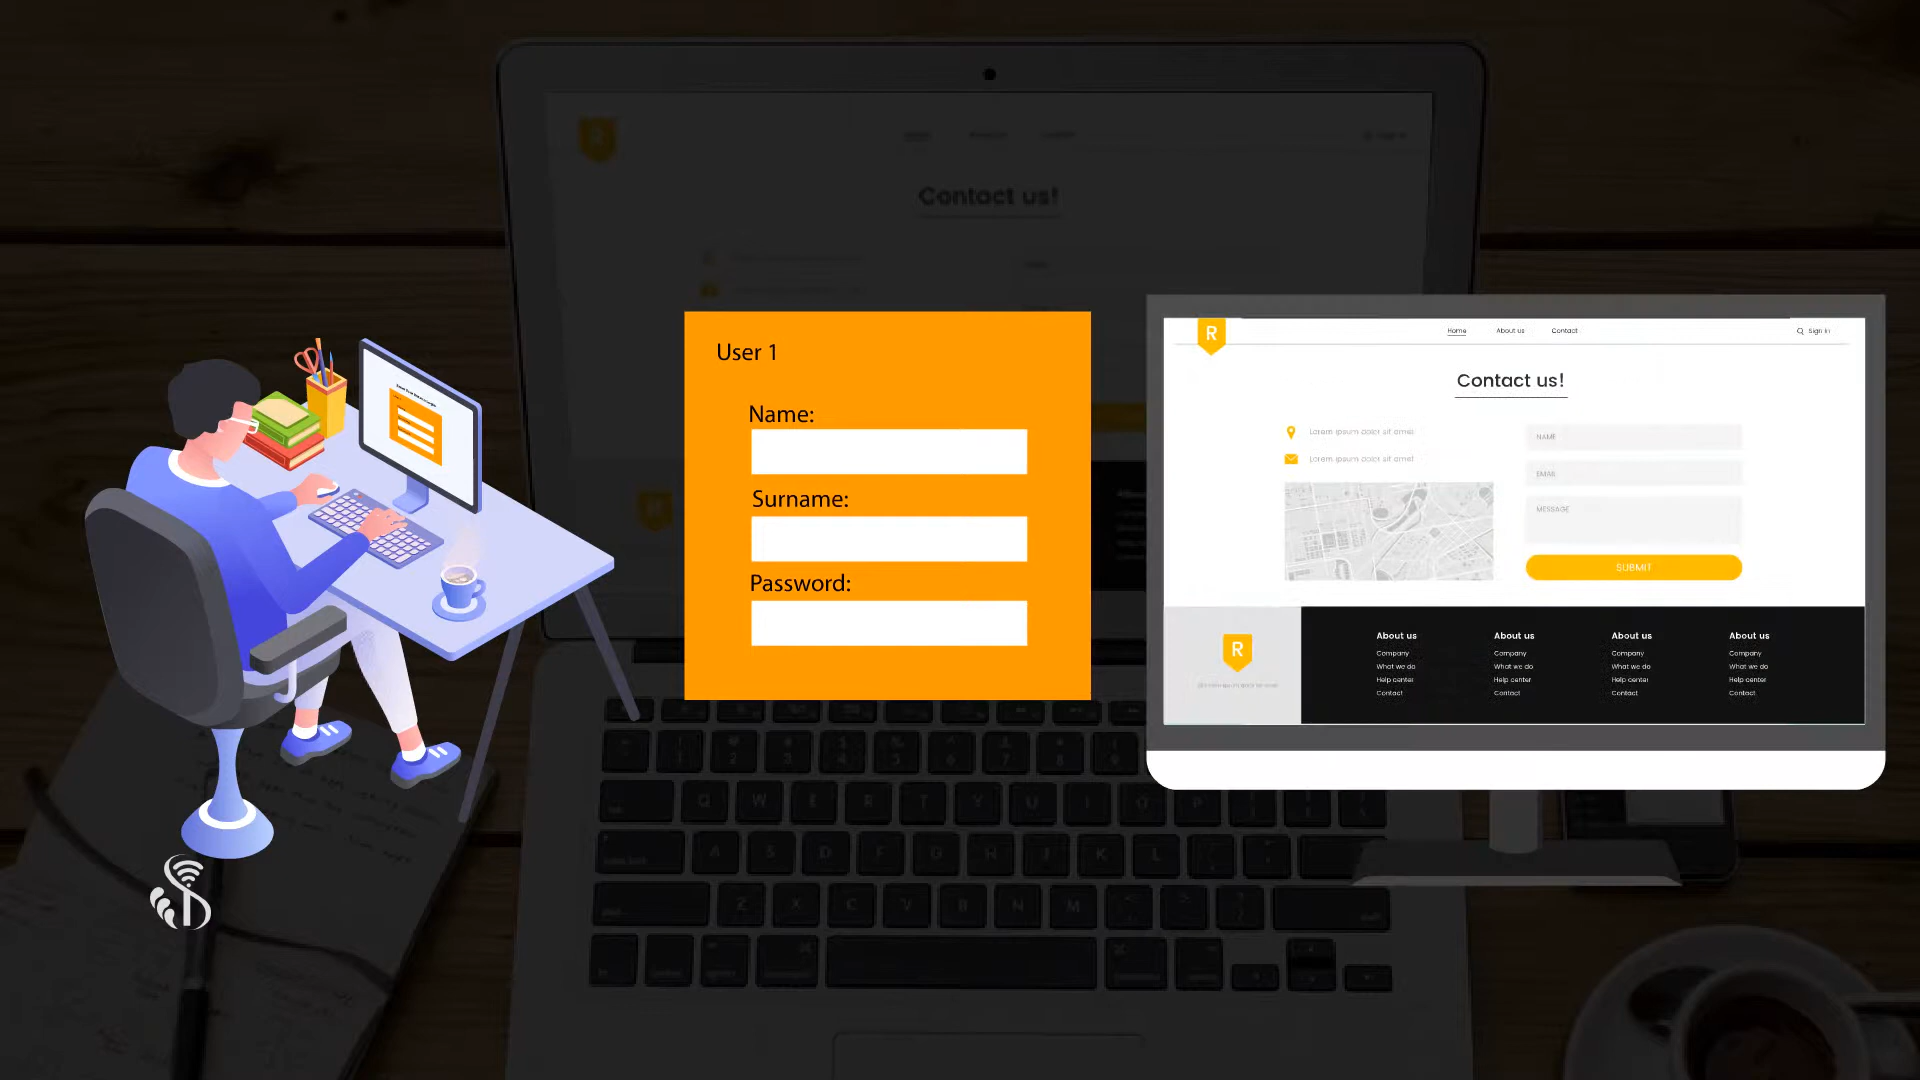 Contact us!
User 1
Name:
Surname:
Password:
R
Home
About us
Contact
Sign in
Contact us!
Lorem ipsum dolor sit amet
Lorem ipsum dolor sit amet
NAME
EMAIL
MESSAGE
SUBMIT
R
About us
Company
What we do
Help center
Contact
About us
Company
What we do
Help center
Contact
About us
Company
What we do
Help center
Contact
About us
Company
What we do
Help center
Contact
Q W E R T Y U I O P
A S D F G H J K L
Z X C V B N M